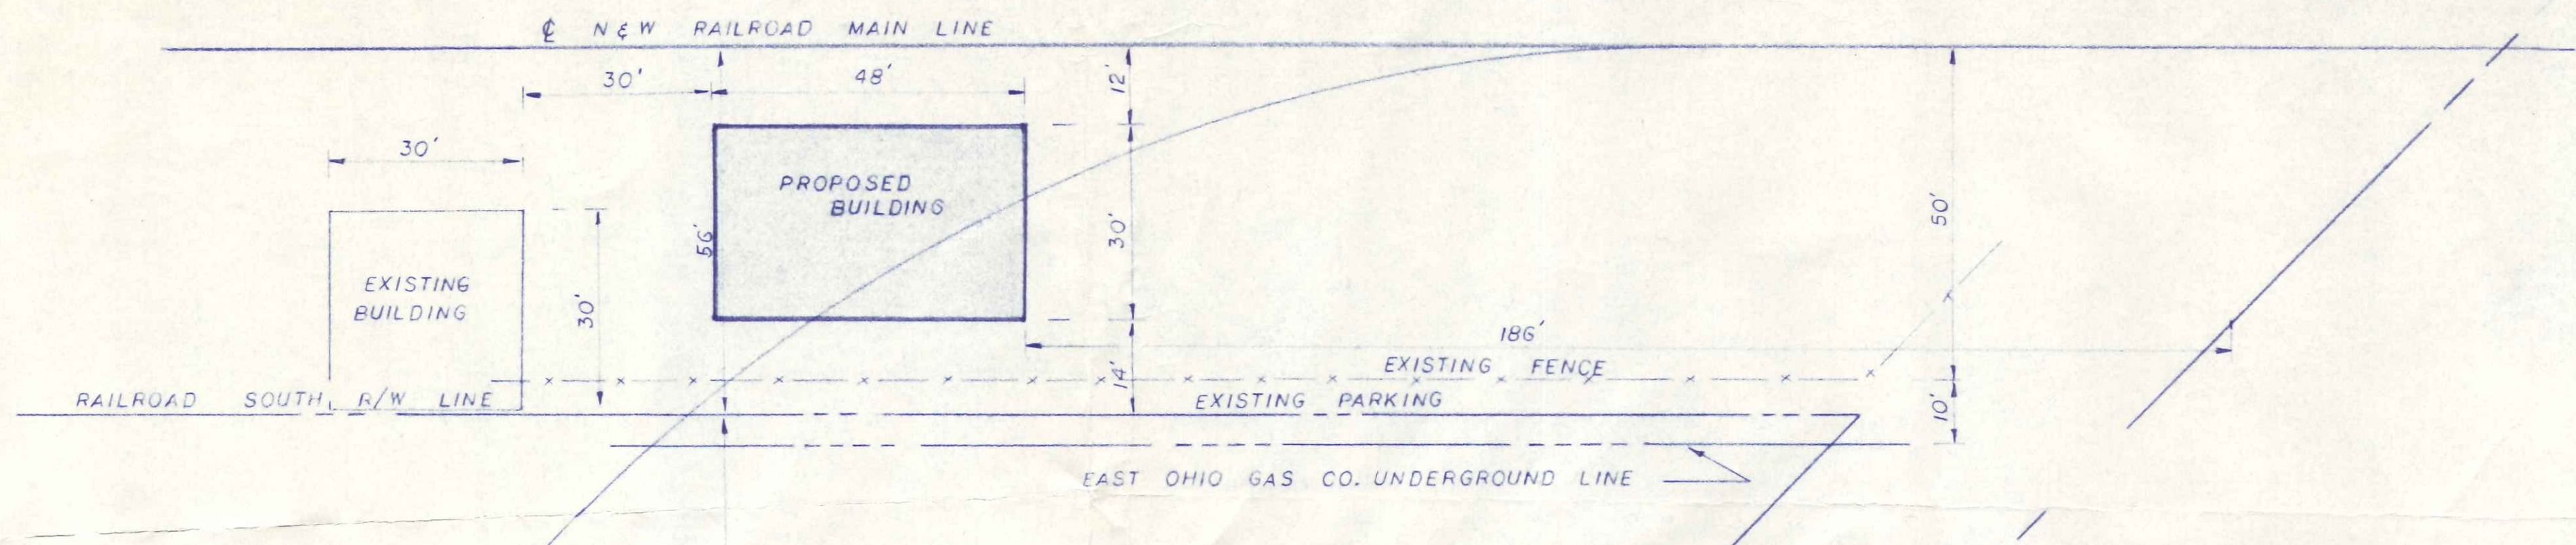 ℄ N & W RAILROAD MAIN LINE
30' 48' 12'
30'
PROPOSED
BUILDING
56' 30' 50'
EXISTING
BUILDING
30'
186'
EXISTING FENCE
14'
RAILROAD SOUTH R/W LINE
EXISTING PARKING
10'
EAST OHIO GAS CO. UNDERGROUND LINE